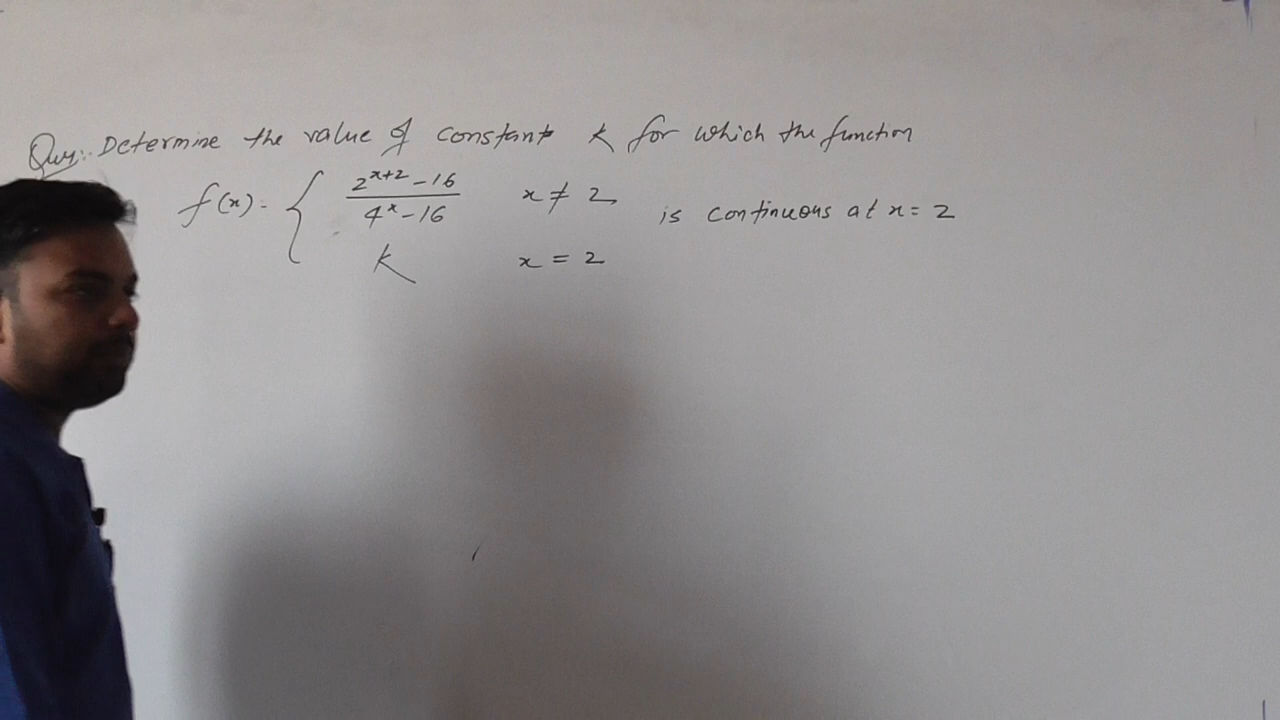 Ques:. Determine the value of constant K for which the function
f(x) = { (2^{x+2} - 16)/(4^x - 16)   x ≠ 2
K   x = 2
is continuous at x = 2